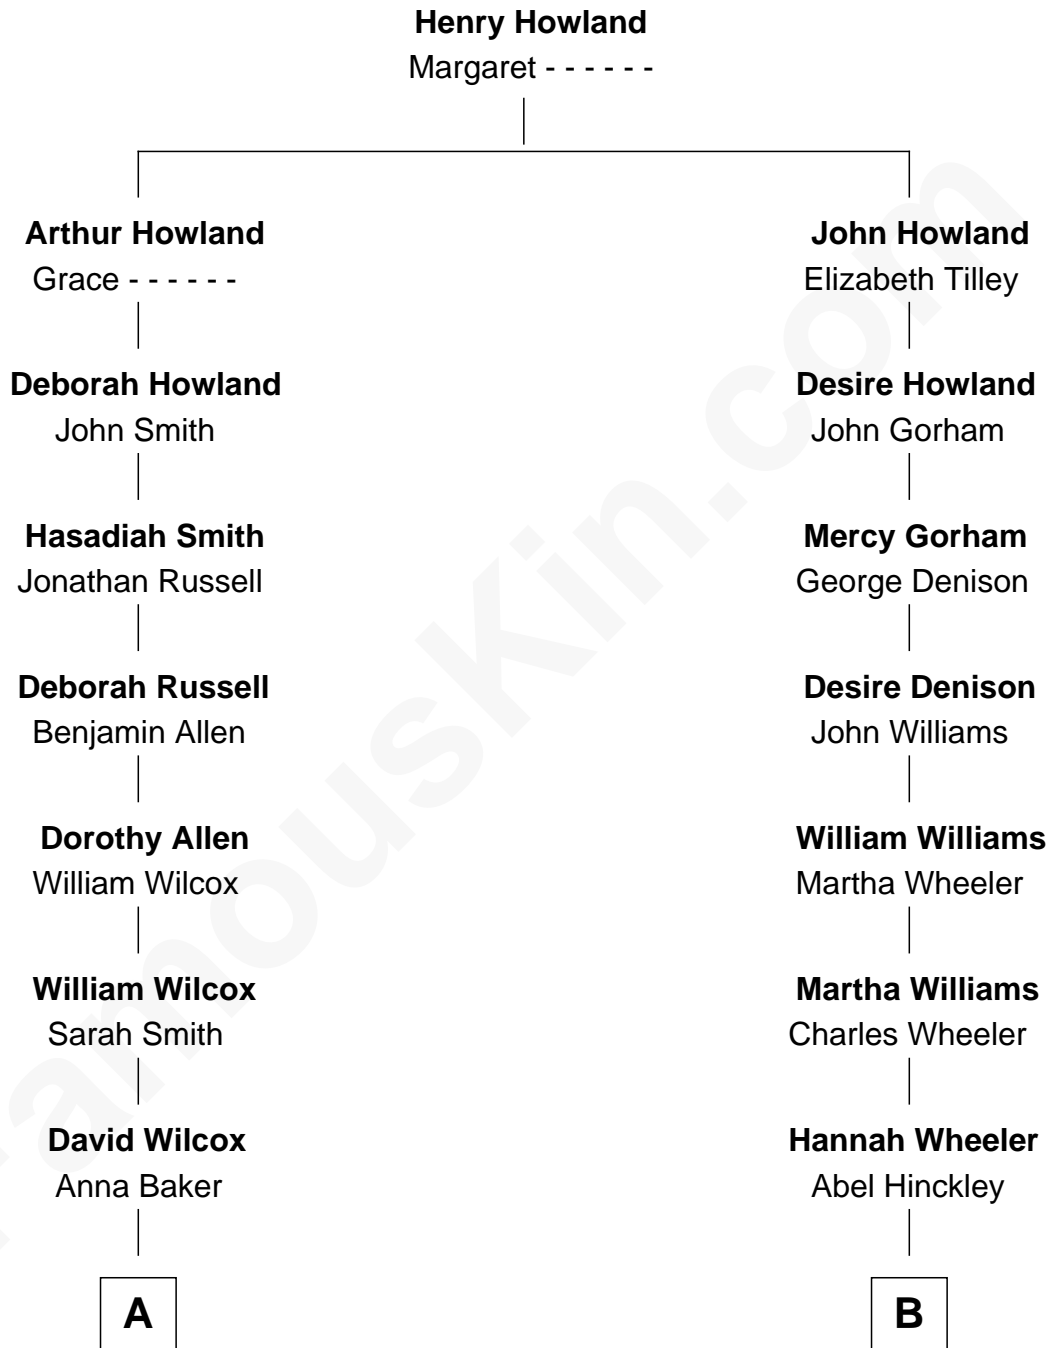 Henry Howland
Margaret - - - - - -
Arthur Howland
Grace - - - - - -
John Howland
Elizabeth Tilley
Deborah Howland
John Smith
Desire Howland
John Gorham
Hasadiah Smith
Jonathan Russell
Mercy Gorham
George Denison
Deborah Russell
Benjamin Allen
Desire Denison
John Williams
Dorothy Allen
William Wilcox
William Williams
Martha Wheeler
William Wilcox
Sarah Smith
Martha Williams
Charles Wheeler
David Wilcox
Anna Baker
Hannah Wheeler
Abel Hinckley
A
B
FamousKin.com